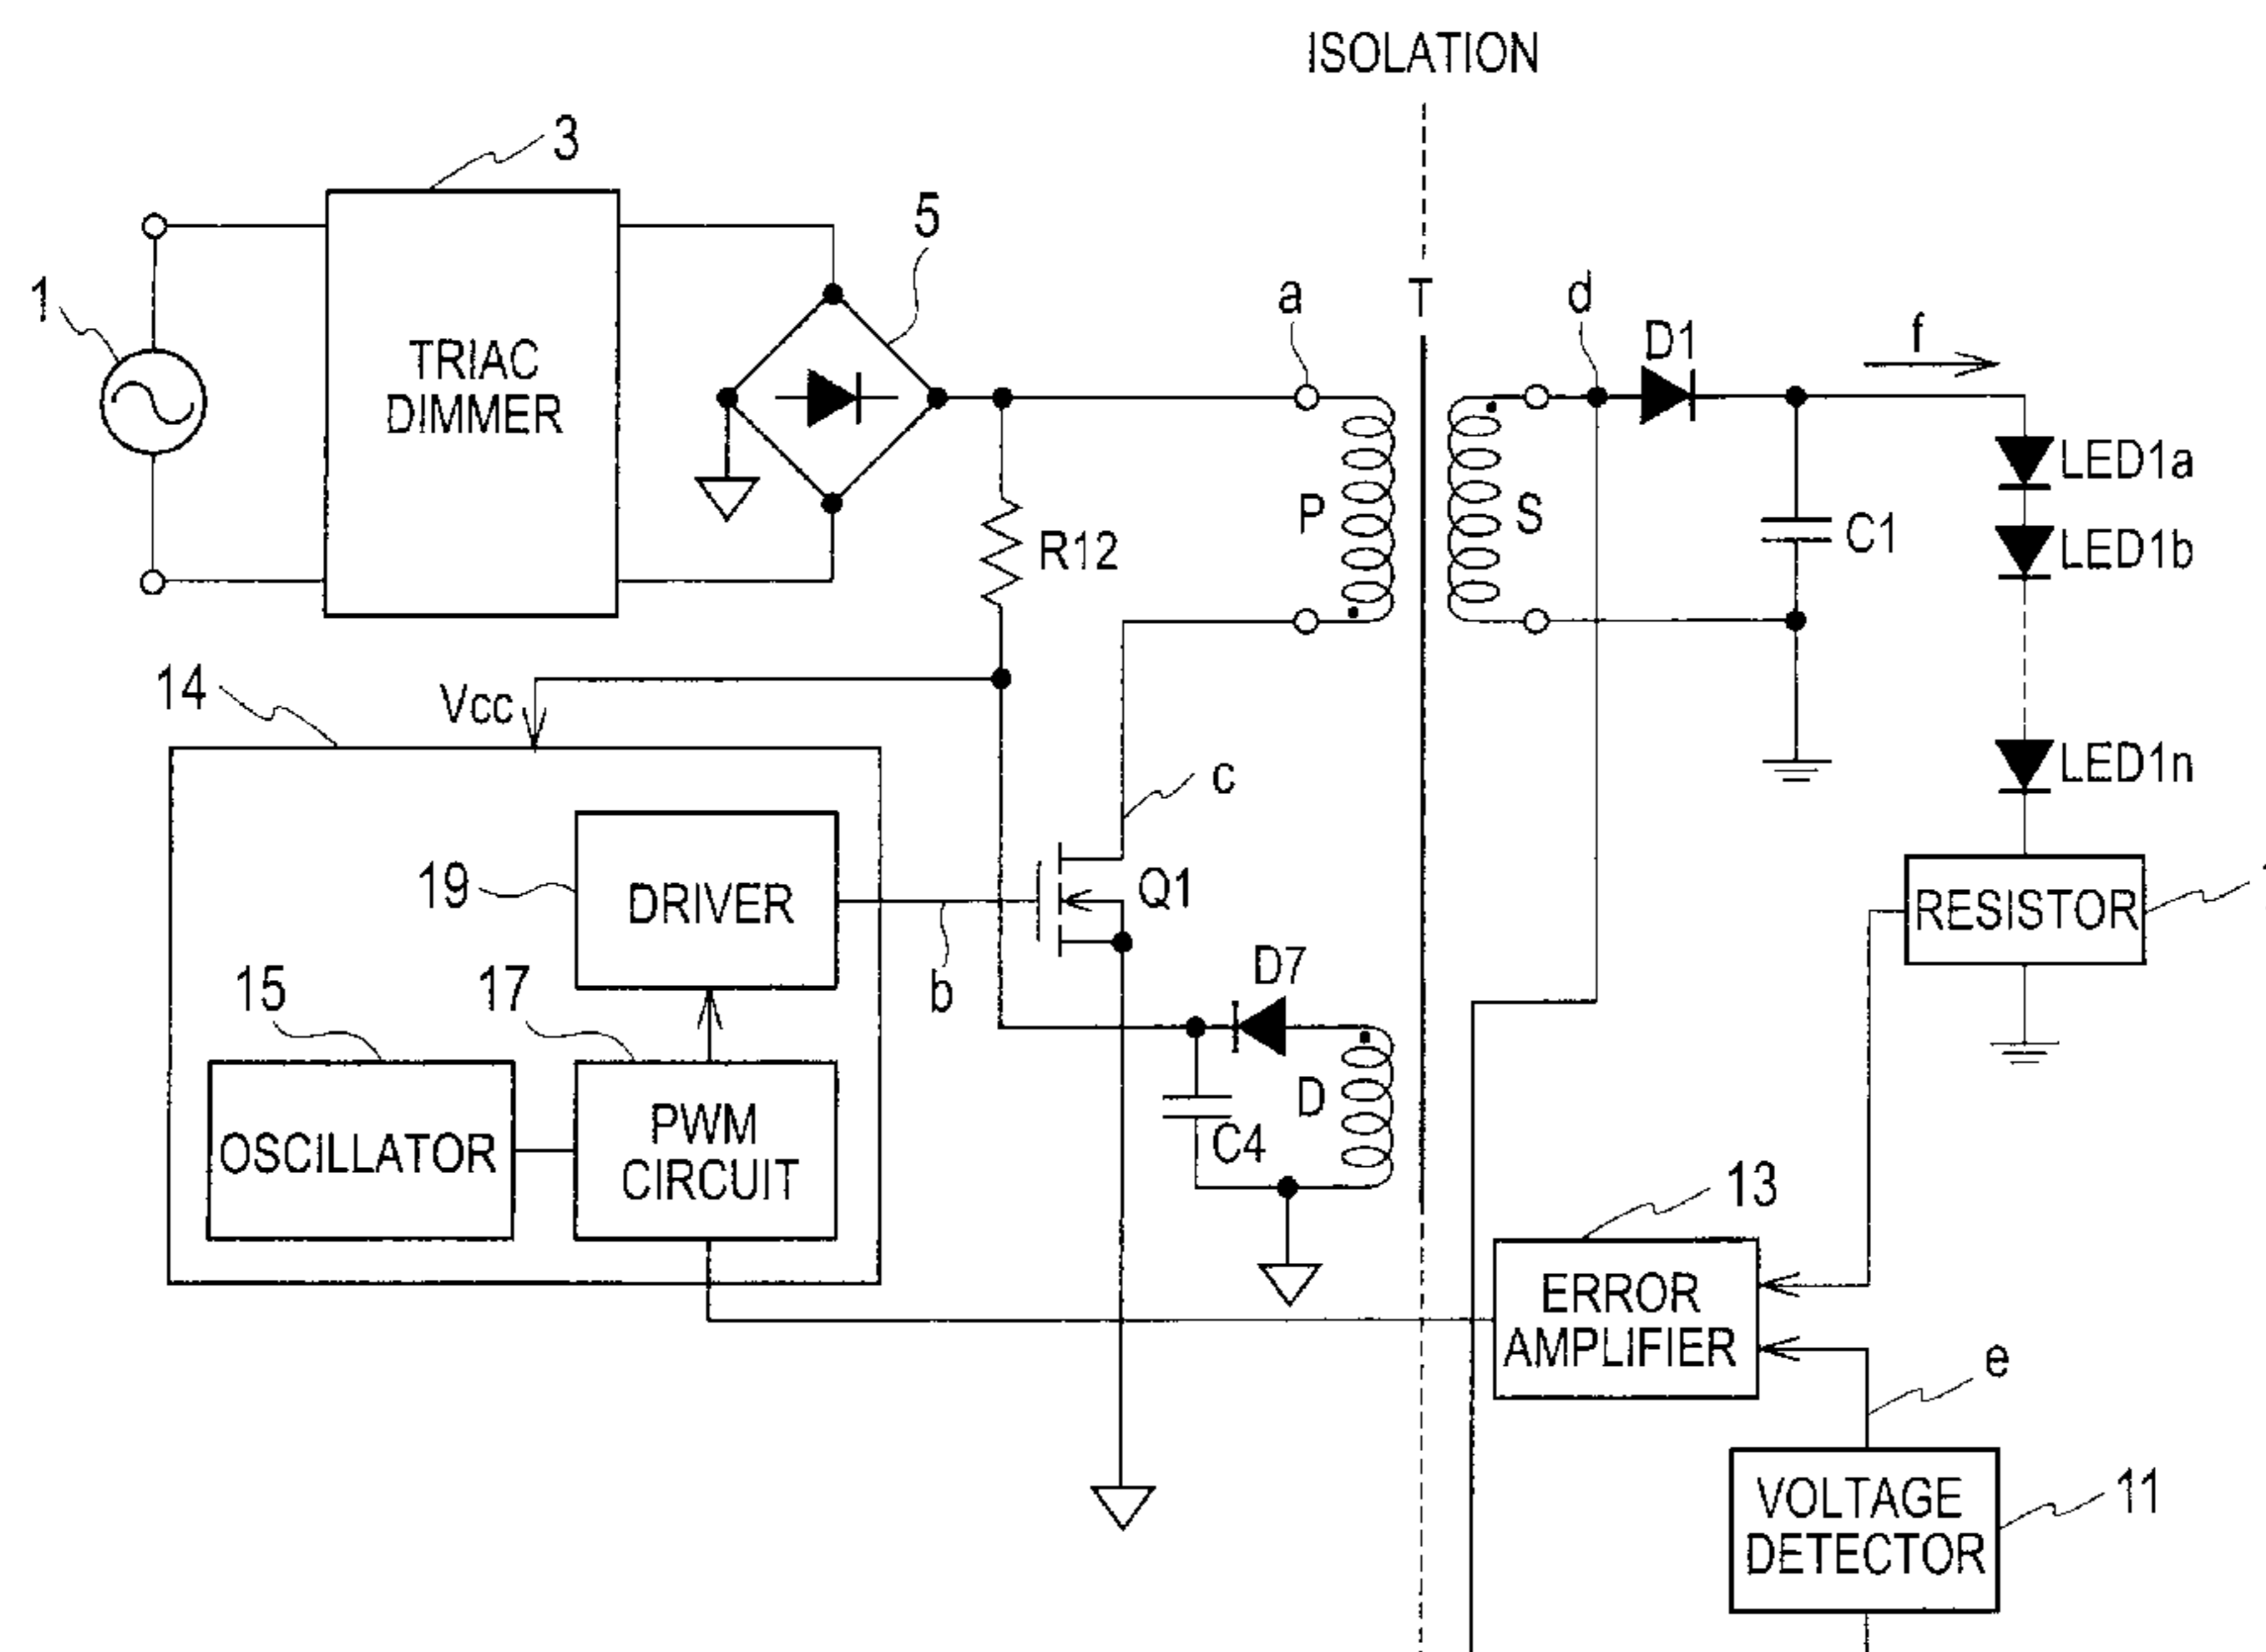 ISOLATION
3
5
1
TRIAC
DIMMER
a
T
d
D1
f
LED1a
P
S
R12
C1
LED1b
14
Vcc
LED1n
c
19
DRIVER
Q1
RESISTOR
b
D7
15
17
OSCILLATOR
PWM
CIRCUIT
D
C4
13
ERROR
AMPLIFIER
e
VOLTAGE
DETECTOR
11